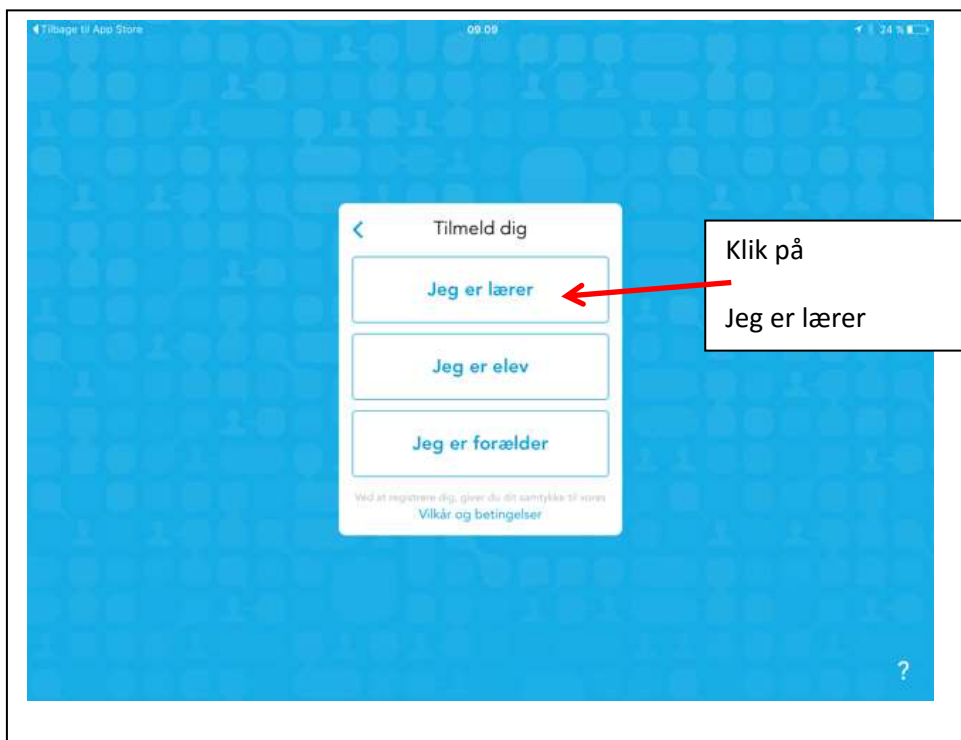 Tilbage til App Store
09.09
24 %
Tilmeld dig
Jeg er lærer
Klik på
Jeg er lærer
Jeg er elev
Jeg er forælder
Ved at registrere dig, giver du dit samtykke til vores
Vilkår og betingelser
?